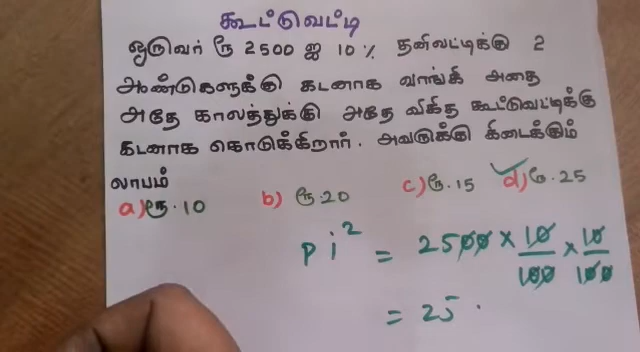 கூட்டுவட்டி
ஒருவர் ரூ 2500 ஐ 10% தனிவட்டிக்கு 2
ஆண்டுகளுக்கு கடனாக வாங்கி அதை
அதே காலத்துக்கு அதே விகித கூட்டுவட்டிக்கு
கடனாக கொடுக்கிறார். அவருக்கு கிடைக்கும்
லாபம்
a) ரூ.10 b) ரூ.20 c) ரூ.15 d) ரூ.25
Pi² = 2500 × 10/100 × 10/100
= 25.